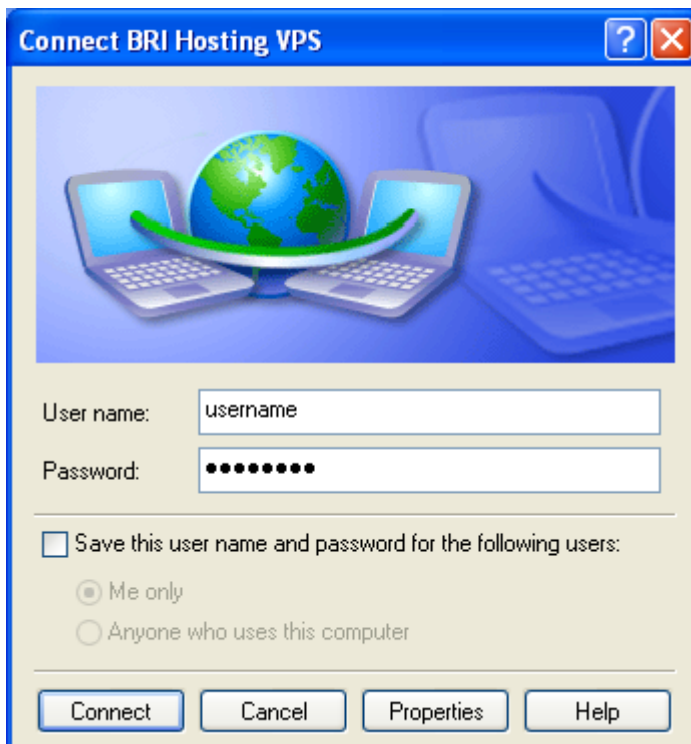 Connect BRI Hosting VPS
User name:
username
Password:
●●●●●●●●
Save this user name and password for the following users:
Me only
Anyone who uses this computer
Connect
Cancel
Properties
Help